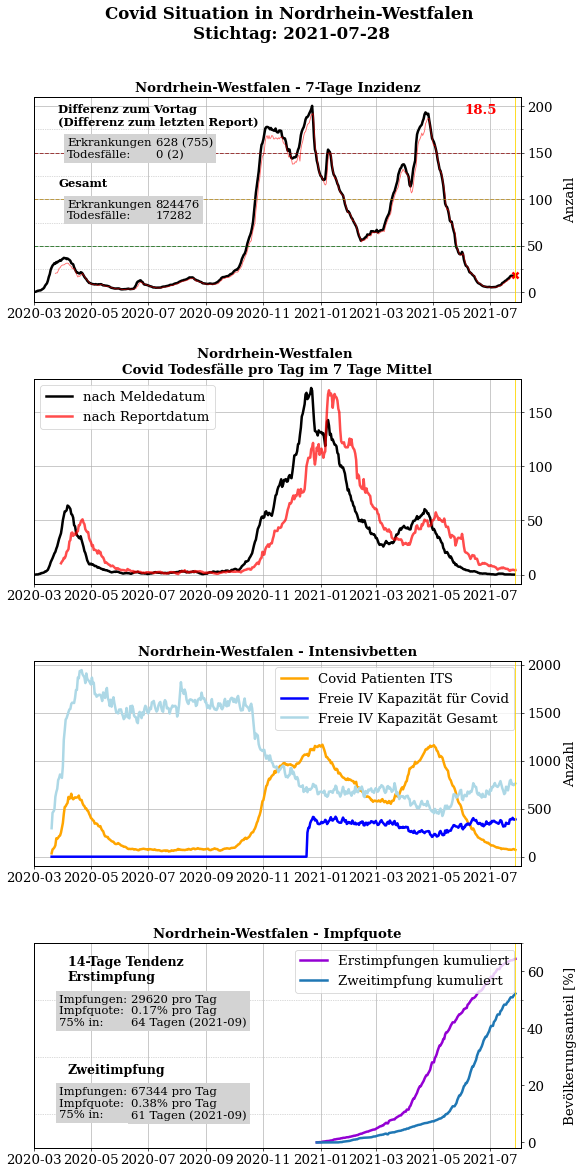 Covid Situation in Nordrhein-Westfalen
Stichtag: 2021-07-28
Nordrhein-Westfalen - 7-Tage Inzidenz
Differenz zum Vortag
(Differenz zum letzten Report)
Erkrankungen 628 (755)
Todesfälle: 0 (2)
Gesamt
Erkrankungen 824476
Todesfälle: 17282
18.5
200
150
100
50
0
Anzahl
2020-03 2020-05 2020-07 2020-09 2020-11 2021-01 2021-03 2021-05 2021-07
Nordrhein-Westfalen
Covid Todesfälle pro Tag im 7 Tage Mittel
nach Meldedatum
nach Reportdatum
150
100
50
0
2020-03 2020-05 2020-07 2020-09 2020-11 2021-01 2021-03 2021-05 2021-07
Nordrhein-Westfalen - Intensivbetten
Covid Patienten ITS
Freie IV Kapazität für Covid
Freie IV Kapazität Gesamt
2000
1500
1000
500
0
Anzahl
2020-03 2020-05 2020-07 2020-09 2020-11 2021-01 2021-03 2021-05 2021-07
Nordrhein-Westfalen - Impfquote
14-Tage Tendenz
Erstimpfung
Impfungen: 29620 pro Tag
Impfquote: 0.17% pro Tag
75% in: 64 Tagen (2021-09)
Zweitimpfung
Impfungen: 67344 pro Tag
Impfquote: 0.38% pro Tag
75% in: 61 Tagen (2021-09)
Erstimpfungen kumuliert
Zweitimpfung kumuliert
60
40
20
0
Bevölkerungsanteil [%]
2020-03 2020-05 2020-07 2020-09 2020-11 2021-01 2021-03 2021-05 2021-07